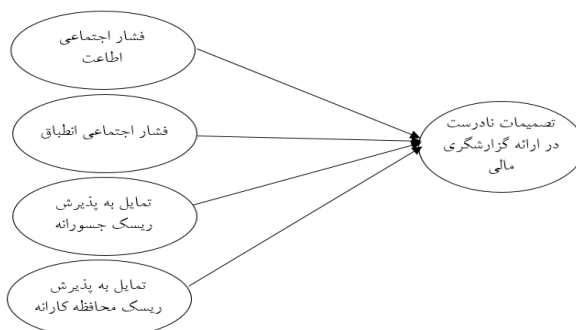 فشار اجتماعی
اطاعت
فشار اجتماعی انطباق
تمایل به پذیرش
ریسک جسورانه
تمایل به پذیرش
ریسک محافظه کارانه
تصمیمات نادرست
در ارائه گزارشگری
مالی